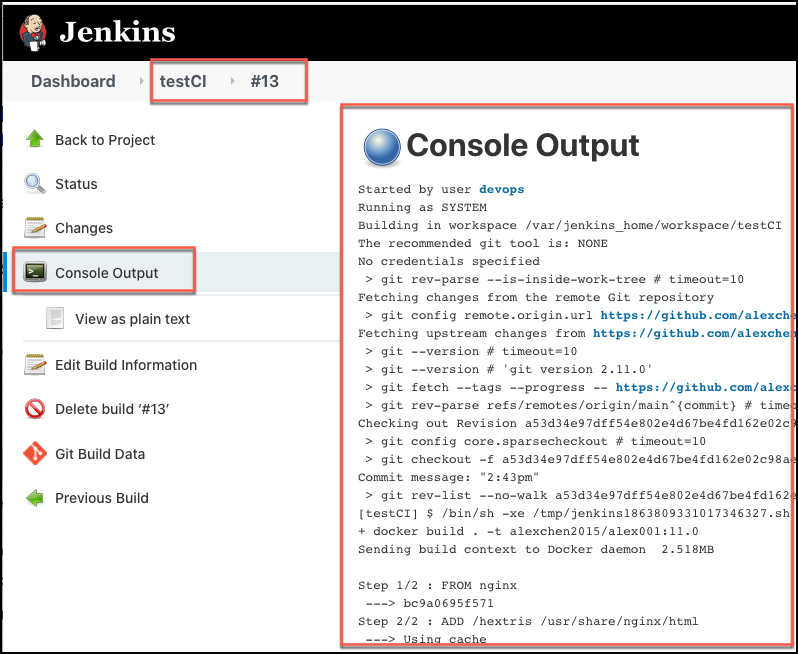 Jenkins
Dashboard testCI #13
Back to Project
Status
Changes
Console Output
View as plain text
Edit Build Information
Delete build ‘#13’
Git Build Data
Previous Build
Console Output
Started by user devops
Running as SYSTEM
Building in workspace /var/jenkins_home/workspace/testCI
The recommended git tool is: NONE
No credentials specified
> git rev-parse --is-inside-work-tree # timeout=10
Fetching changes from the remote Git repository
> git config remote.origin.url https://github.com/alexchen
Fetching upstream changes from https://github.com/alexchen
> git --version # timeout=10
> git --version # 'git version 2.11.0'
> git fetch --tags --progress -- https://github.com/alexc
> git rev-parse refs/remotes/origin/main^{commit} # timeo
Checking out Revision a53d34e97dff54e802e4d67be4fd162e02c9
> git config core.sparsecheckout # timeout=10
> git checkout -f a53d34e97dff54e802e4d67be4fd162e02c98ae
Commit message: "2:43pm"
> git rev-list --no-walk a53d34e97dff54e802e4d67be4fd162e
[testCI] $ /bin/sh -xe /tmp/jenkins1863809331017346327.sh
+ docker build . -t alexchen2015/alex001:11.0
Sending build context to Docker daemon  2.518MB
Step 1/2 : FROM nginx
---> bc9a0695f571
Step 2/2 : ADD /hextris /usr/share/nginx/html
---> Using cache